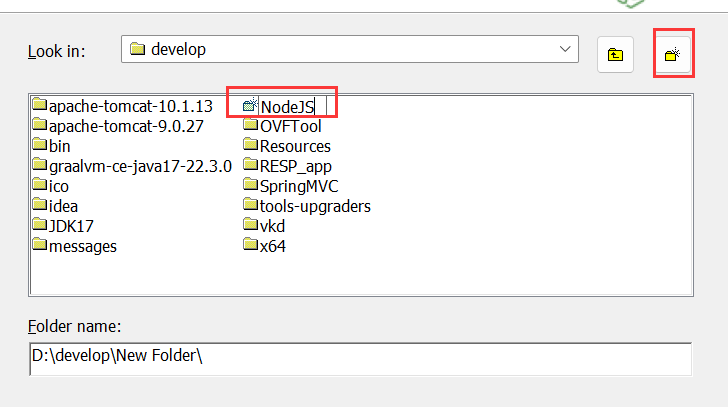 Look in: develop
apache-tomcat-10.1.13 NodeJS
apache-tomcat-9.0.27 OVFTool
bin Resources
graalvm-ce-java17-22.3.0 RESP_app
ico SpringMVC
idea tools-upgraders
JDK17 vkd
messages x64
Folder name:
D:\develop\New Folder\